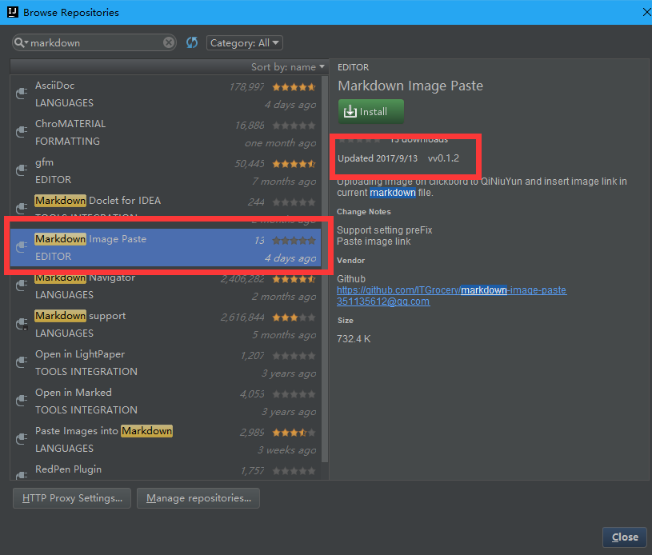 Browse Repositories
markdown
Category: All
Sort by: name
AsciiDoc 178,997
LANGUAGES 4 days ago
ChroMATERIAL 16,888
FORMATTING one month ago
gfm 50,445
EDITOR 7 months ago
Markdown Doclet for IDEA 244
TOOLS INTEGRATION
Markdown Image Paste 13
EDITOR 4 days ago
Markdown Navigator 2,406,282
LANGUAGES 2 months ago
Markdown support 2,616,844
LANGUAGES 5 months ago
Open in LightPaper 1,207
TOOLS INTEGRATION 3 years ago
Open in Marked 4,053
TOOLS INTEGRATION 3 years ago
Paste Images into Markdown 2,989
LANGUAGES 3 weeks ago
RedPen Plugin 1,757
HTTP Proxy Settings...
Manage repositories...
EDITOR
Markdown Image Paste
Install
13 downloads
Updated 2017/9/13 vv0.1.2
Uploading image on clickboro to QiNiuYun and insert image link in
current markdown file.
Change Notes
Support setting preFix
Paste image link
Vendor
Github
https://github.com/ITGrocery/markdown-image-paste
351135612@qq.com
Size
732.4 K
Close